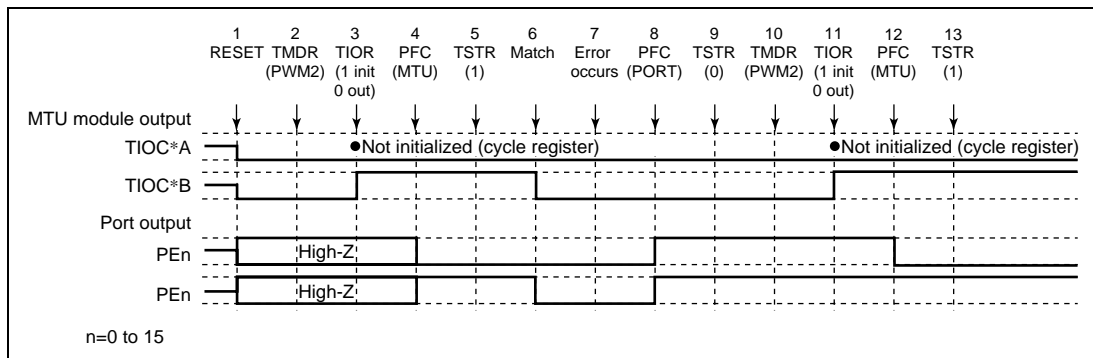 1 2 3 4 5 6 7 8 9 10 11 12 13
RESET TMDR TIOR PFC TSTR Match Error PFC TSTR TMDR TIOR PFC TSTR
(PWM2) (1 init (MTU) (1) occurs (PORT) (0) (PWM2) (1 init (MTU) (1)
0 out) 0 out)
MTU module output
TIOC*A ●Not initialized (cycle register) ●Not initialized (cycle register)
TIOC*B
Port output
PEn High-Z
PEn High-Z
n=0 to 15